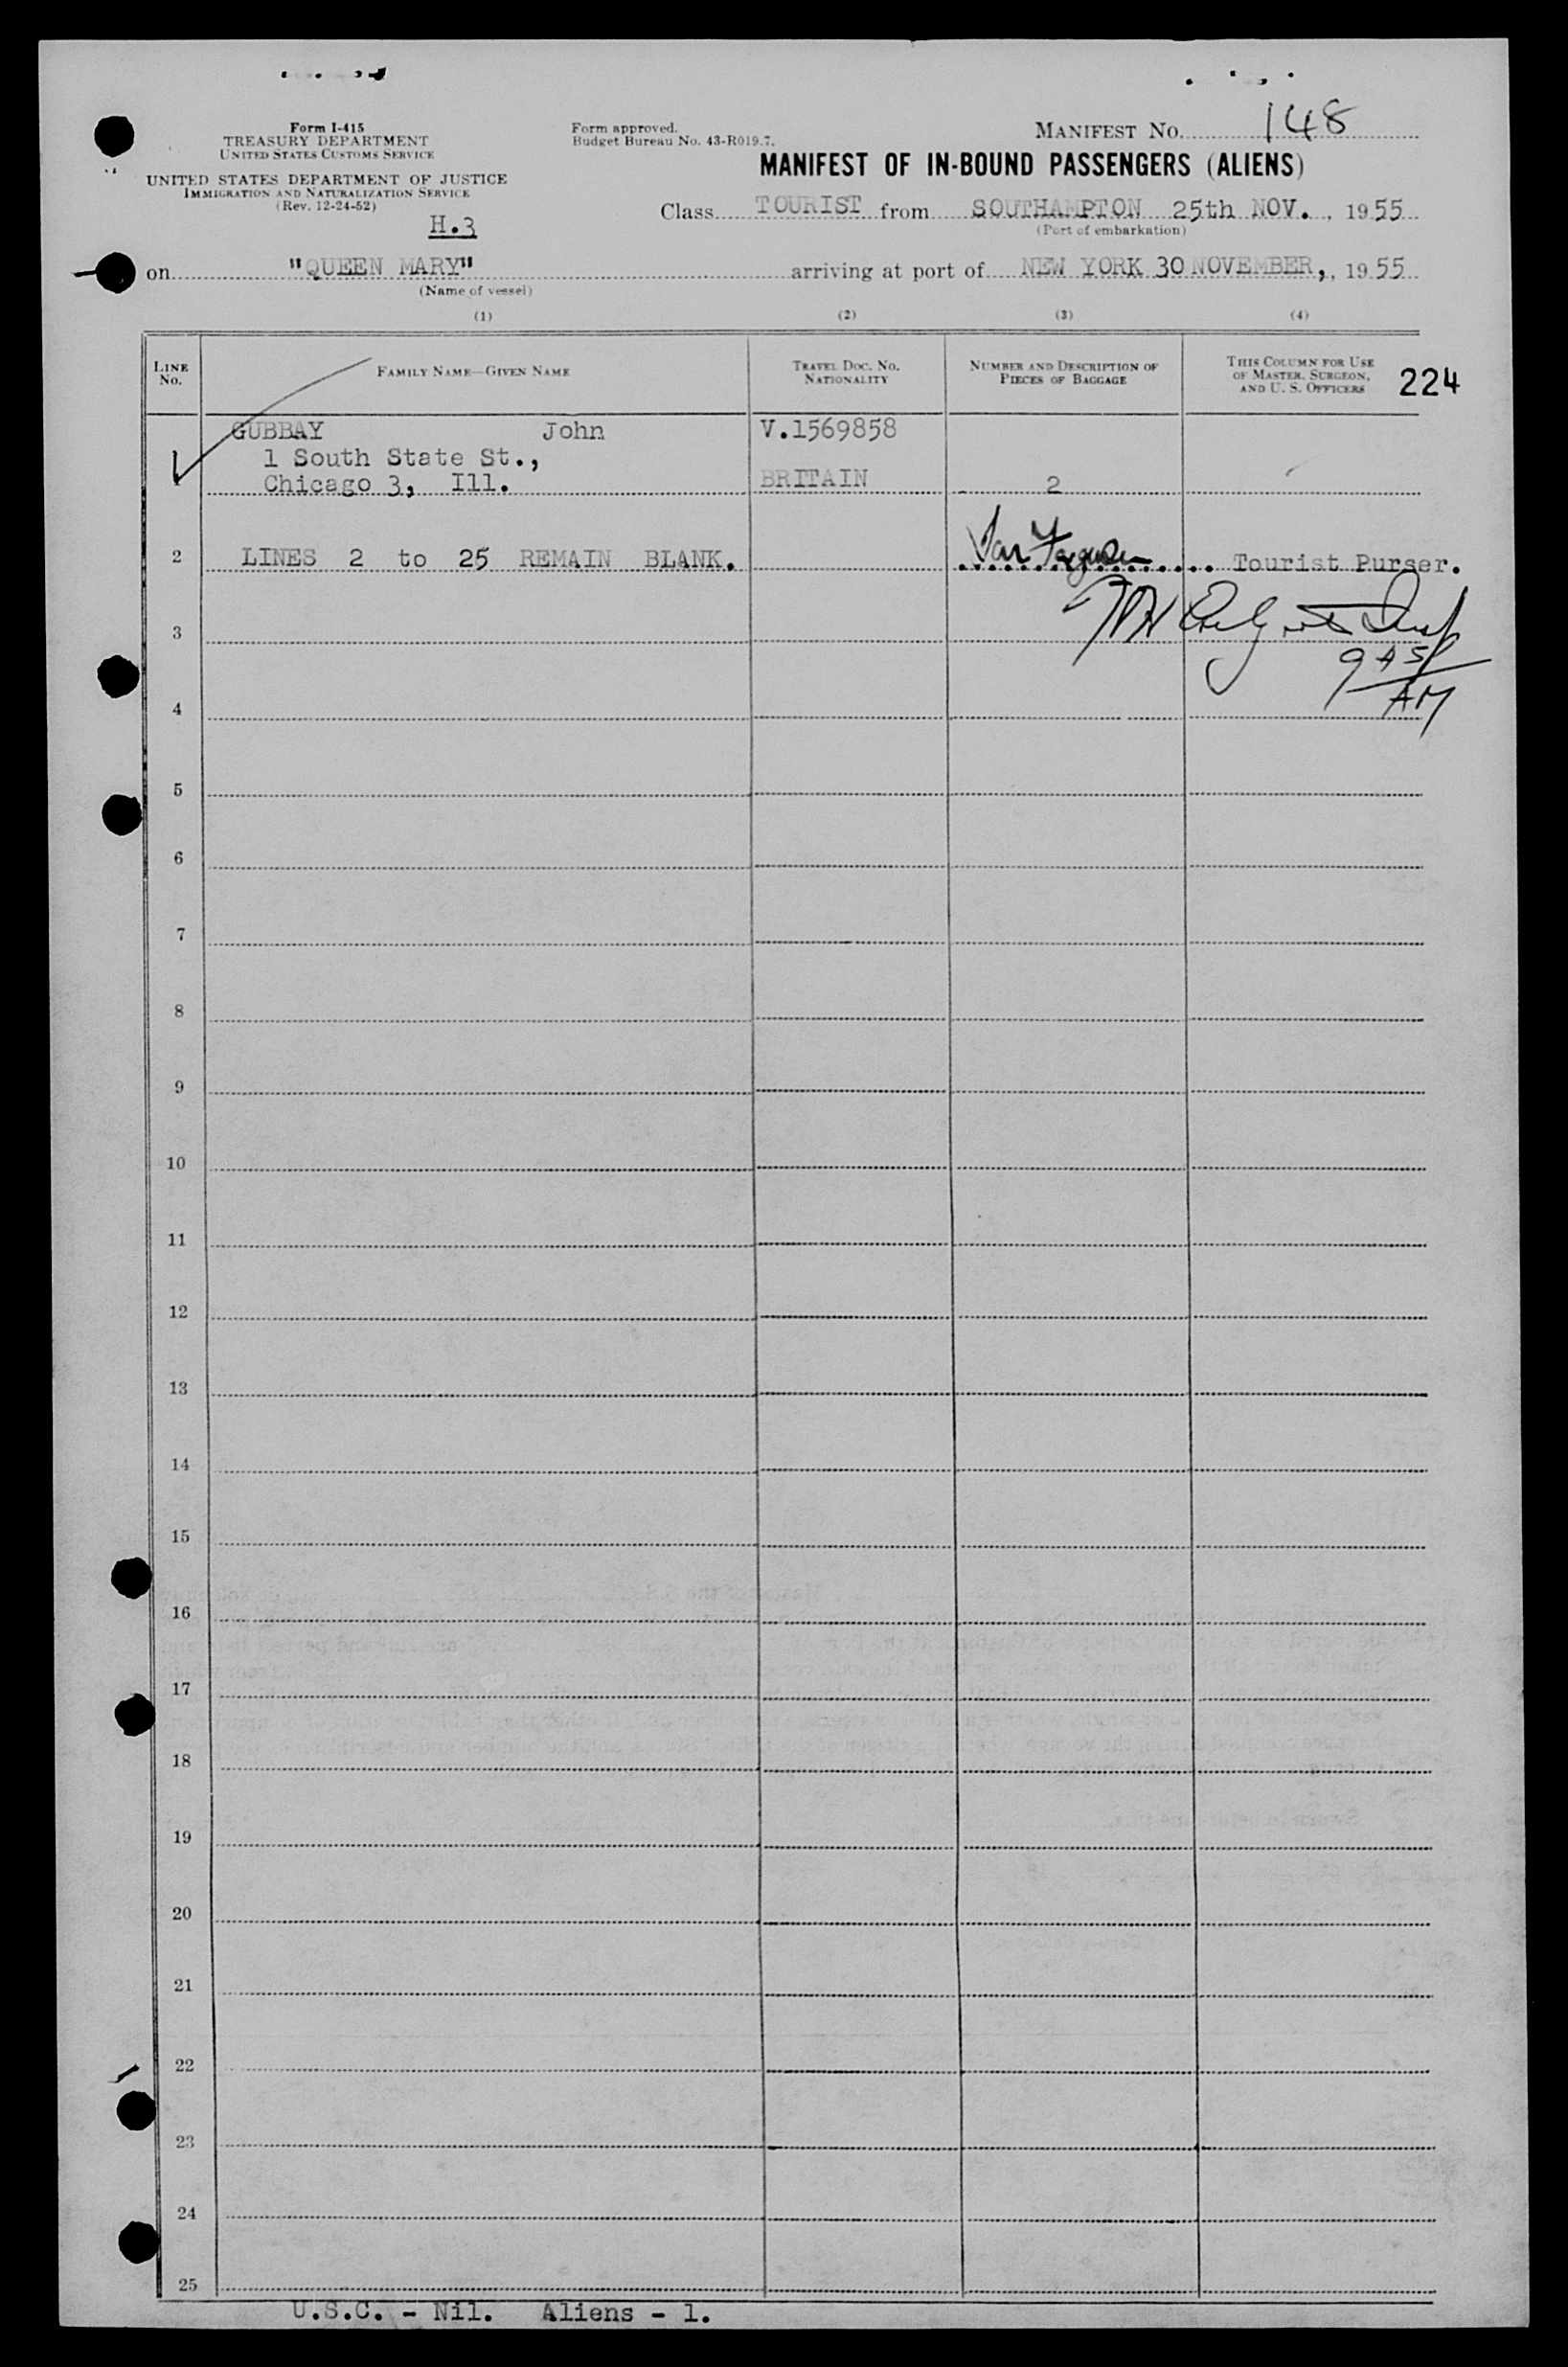 Form I-415
TREASURY DEPARTMENT
UNITED STATES CUSTOMS SERVICE
UNITED STATES DEPARTMENT OF JUSTICE
IMMIGRATION AND NATURALIZATION SERVICE
(Rev. 12-24-52)
H.3
Form approved.
Budget Bureau No. 43-R019.7.
MANIFEST NO. 148
MANIFEST OF IN-BOUND PASSENGERS (ALIENS)
Class TOURIST from SOUTHAMPTON 25th NOV., 1955
(Port of embarkation)
on "QUEEN MARY" arriving at port of NEW YORK 30 NOVEMBER,, 1955
(Name of vessel)
(1) (2) (3) (4)
LINE No. FAMILY NAME—GIVEN NAME TRAVEL DOC. NO. NATIONALITY NUMBER AND DESCRIPTION OF PIECES OF BAGGAGE THIS COLUMN FOR USE OF MASTER, SURGEON, AND U. S. OFFICERS 224
GUBBAY John V.1569858
1 South State St.,
1 Chicago 3, Ill. BRITAIN 2
2 LINES 2 to 25 REMAIN BLANK. Ian Ferguson Tourist Purser.
3
945
AM
4
5
6
7
8
9
10
11
12
13
14
15
16
17
18
19
20
21
22
23
24
25
U.S.C. - Nil. Aliens - 1.